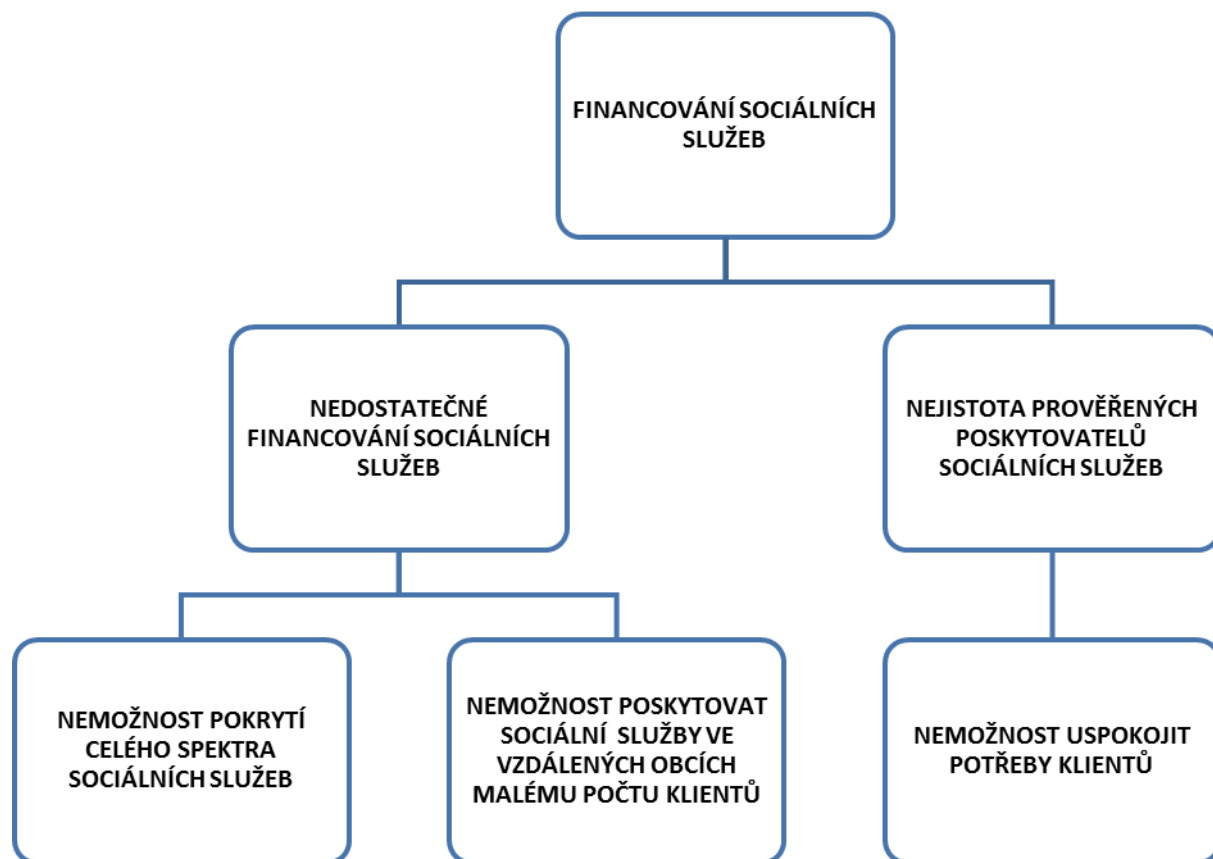 FINANCOVÁNÍ SOCIÁLNÍCH
SLUŽEB
NEDOSTATEČNÉ
FINANCOVÁNÍ SOCIÁLNÍCH
SLUŽEB
NEJISTOTA PROVĚŘENÝCH
POSKYTOVATELŮ
SOCIÁLNÍCH SLUŽEB
NEMOŽNOST POKRYTÍ
CELÉHO SPEKTRA
SOCIÁLNÍCH SLUŽEB
NEMOŽNOST POSKYTOVAT
SOCIÁLNÍ  SLUŽBY VE
VZDÁLENÝCH OBCÍCH
MALÉMU POČTU KLIENTŮ
NEMOŽNOST USPOKOJIT
POTŘEBY KLIENTŮ